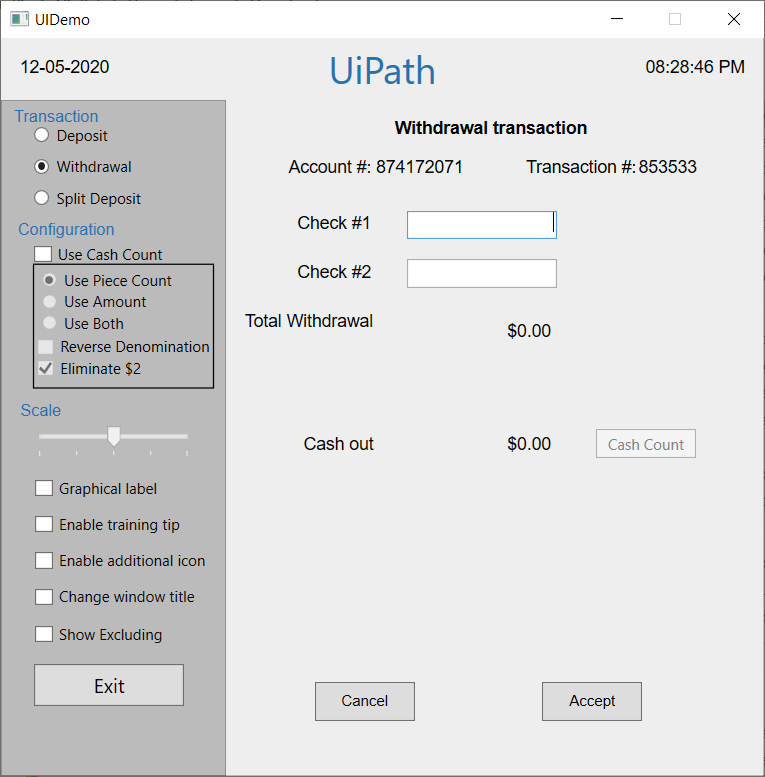 UIDemo
12-05-2020
UiPath
08:28:46 PM
Transaction
Deposit
Withdrawal
Split Deposit
Configuration
Use Cash Count
Use Piece Count
Use Amount
Use Both
Reverse Denomination
Eliminate $2
Scale
Graphical label
Enable training tip
Enable additional icon
Change window title
Show Excluding
Exit
Withdrawal transaction
Account #: 874172071 Transaction #: 853533
Check #1
Check #2
Total Withdrawal $0.00
Cash out $0.00 Cash Count
Cancel Accept